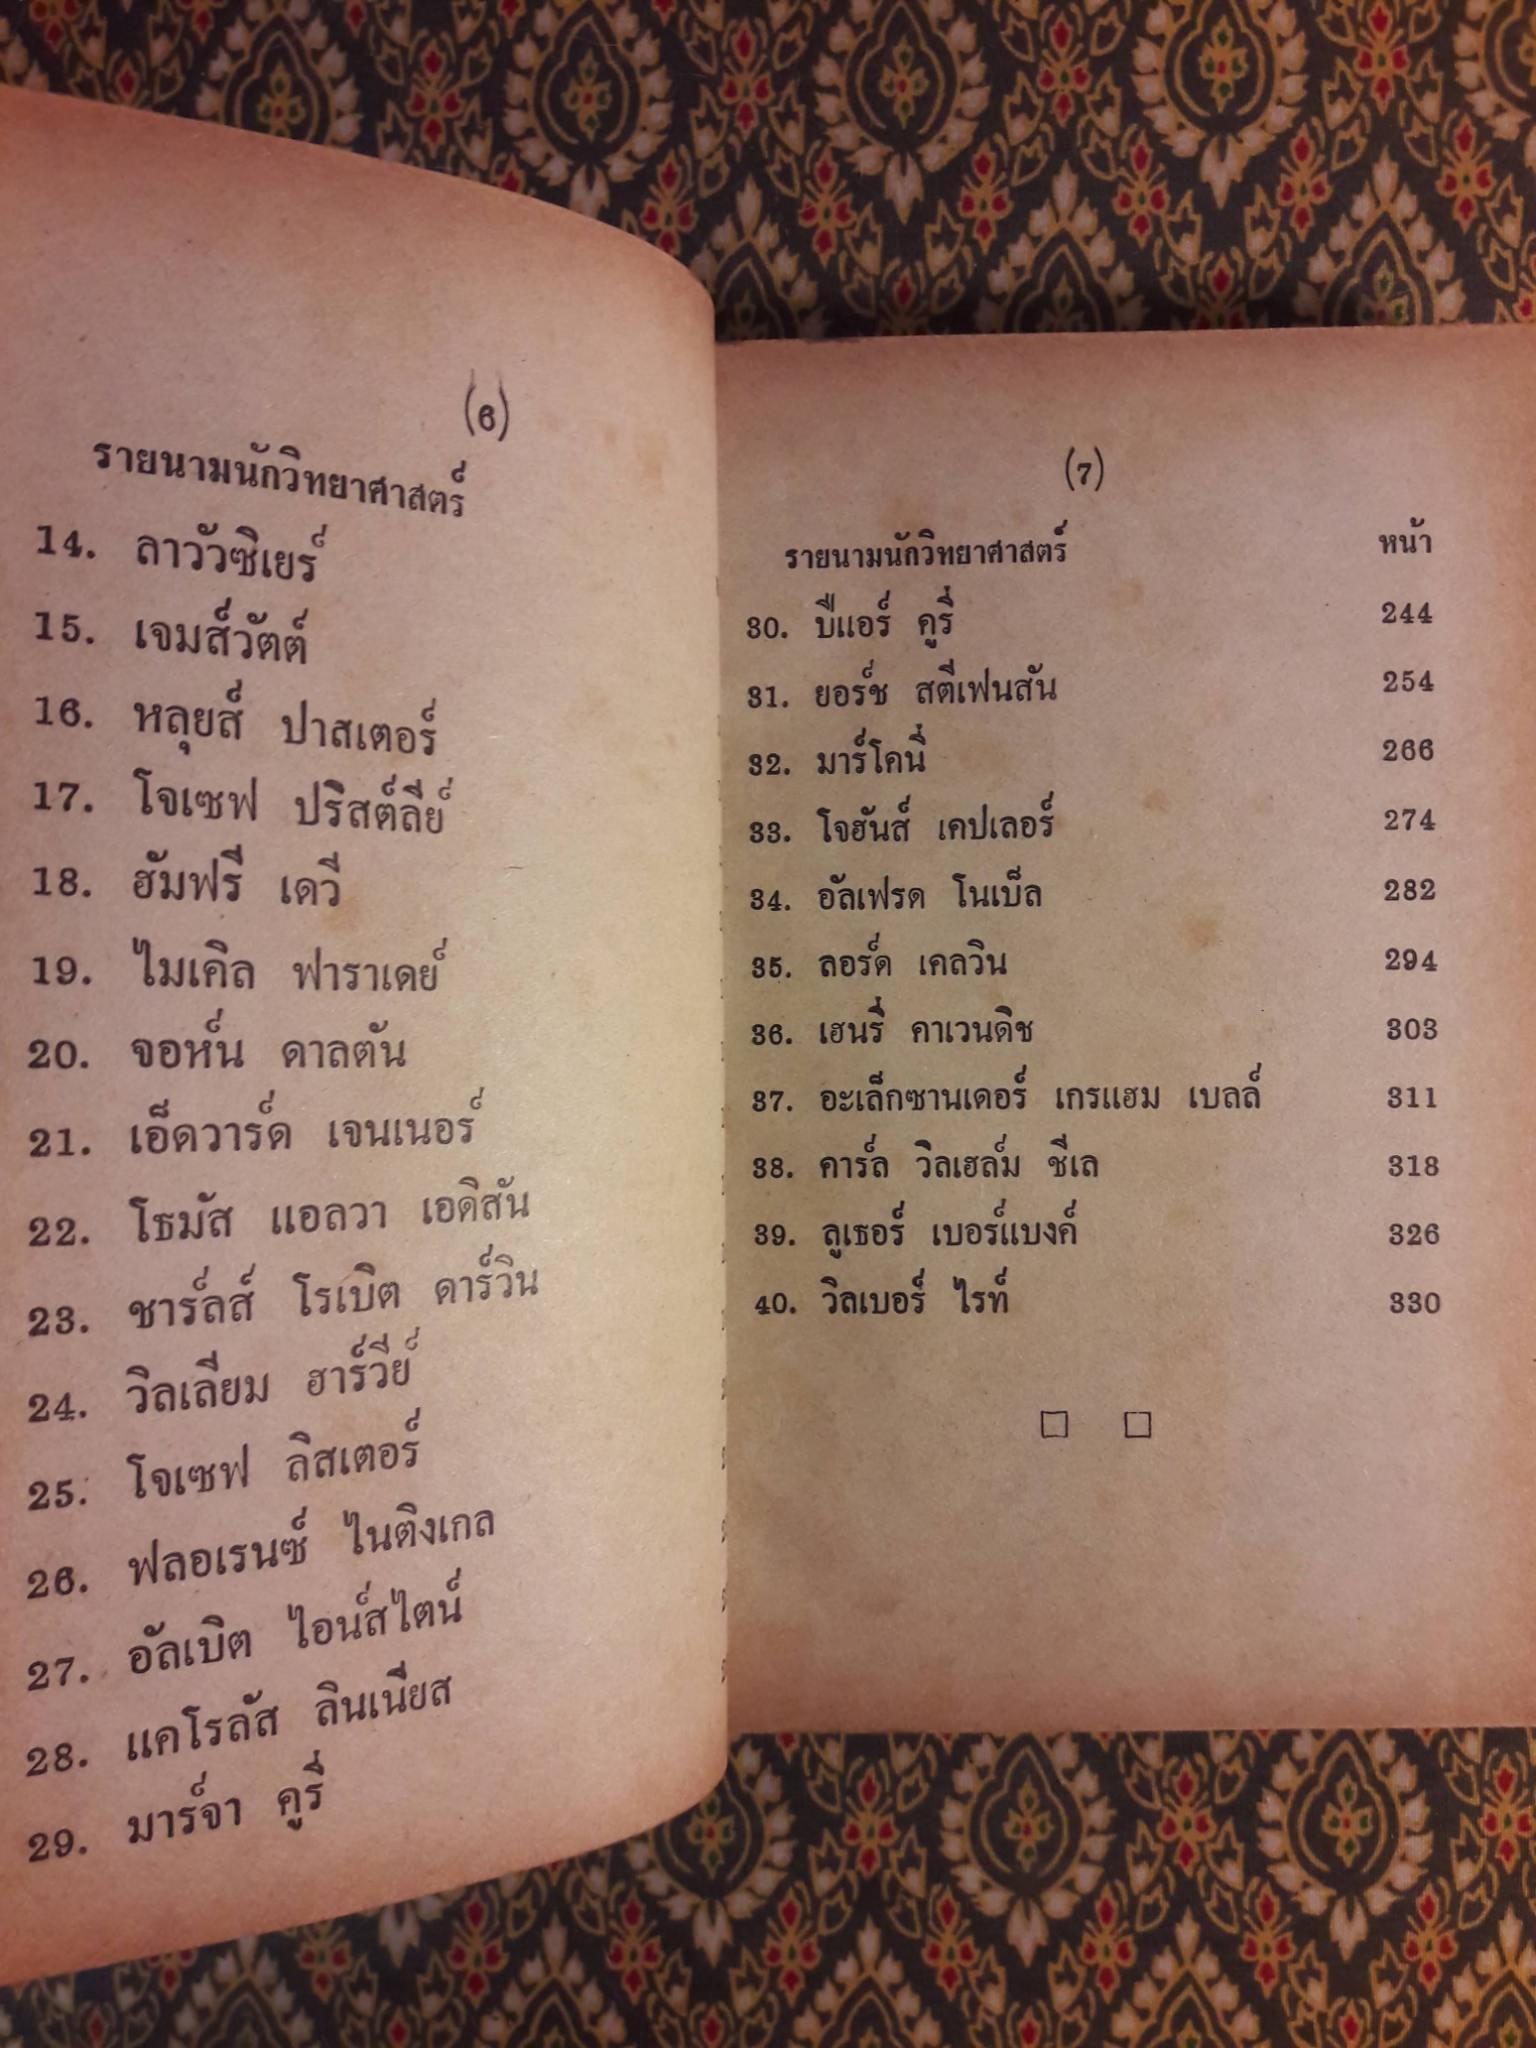 (6)
รายนามนักวิทยาศาสตร์
14. ลาวัวซิเยร์
15. เจมส์วัตต์
16. หลุยส์ ปาสเตอร์
17. โจเซฟ ปริสต์ลีย์
18. ฮัมฟรี เดวี
19. ไมเคิล ฟาราเดย์
20. จอห์น ดาลตัน
21. เอ็ดวาร์ด เจนเนอร์
22. โธมัส แอลวา เอดิสัน
23. ชาร์ลส์ โรเบิต ดาร์วิน
24. วิลเลียม ฮาร์วีย์
25. โจเซฟ ลิสเตอร์
26. ฟลอเรนซ์ ไนติงเกล
27. อัลเบิต ไอน์สไตน์
28. แคโรลัส ลินเนียส
29. มาร์จา คูรี่
(7)
รายนามนักวิทยาศาสตร์ หน้า
30. บีแอร์ คูรี่ 244
31. ยอร์ช สตีเฟนสัน 254
32. มาร์โคนี่ 266
33. โจฮันส์ เคปเลอร์ 274
34. อัลเฟรด โนเบ็ล 282
35. ลอร์ด เคลวิน 294
36. เฮนรี่ คาเวนดิช 303
37. อะเล็กซานเดอร์ เกรแฮม เบลล์ 311
38. คาร์ล วิลเฮล์ม ชีเล 318
39. ลูเธอร์ เบอร์แบงค์ 326
40. วิลเบอร์ ไรท์ 330